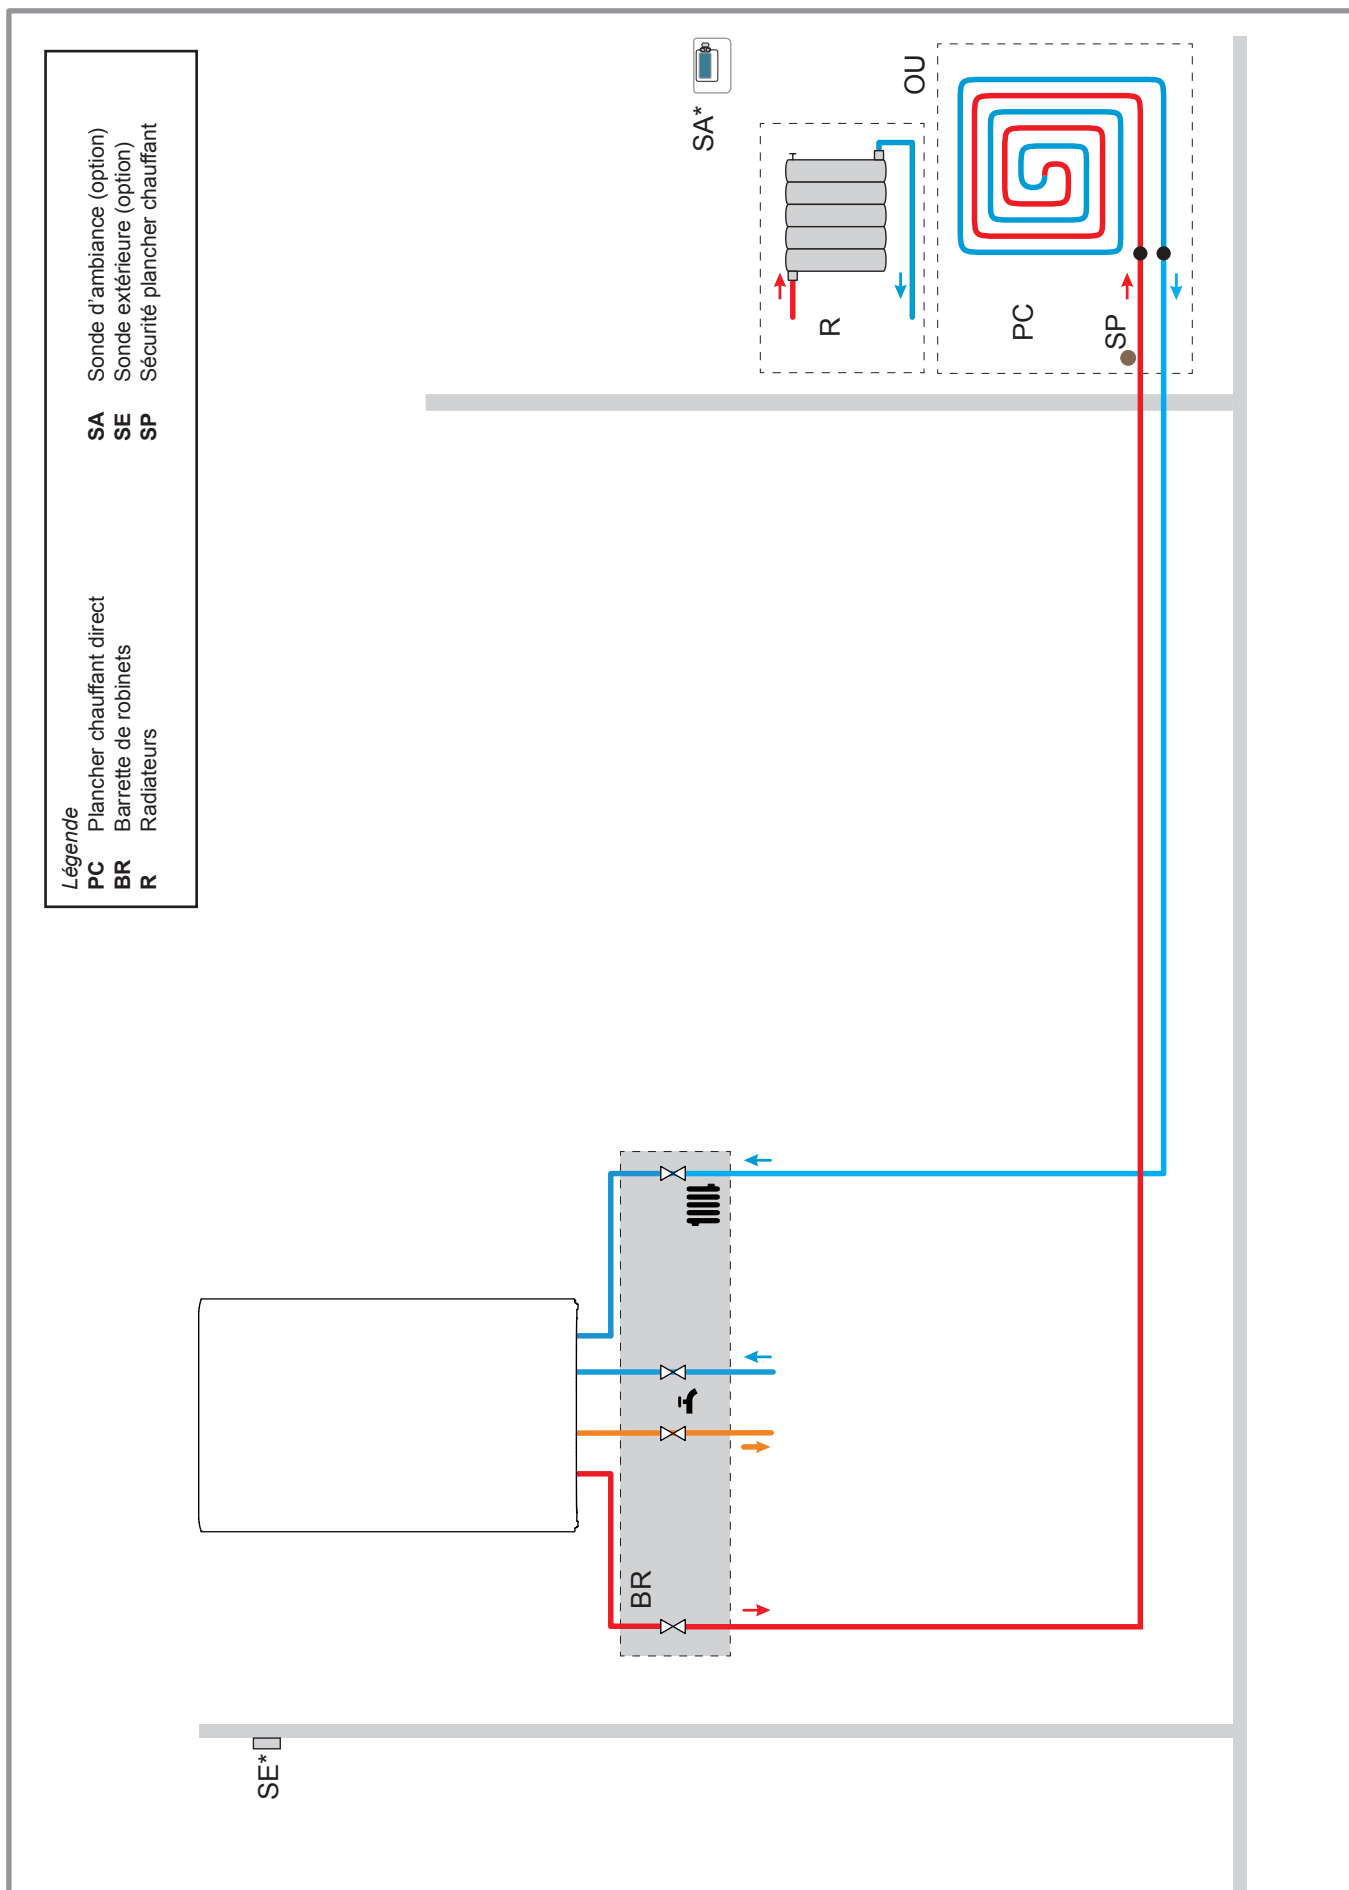 Légende
PC Plancher chauffant direct
BR Barrette de robinets
R Radiateurs
SA Sonde d'ambiance (option)
SE Sonde extérieure (option)
SP Sécurité plancher chauffant
SE*
BR
SA*
R
OU
PC
SP